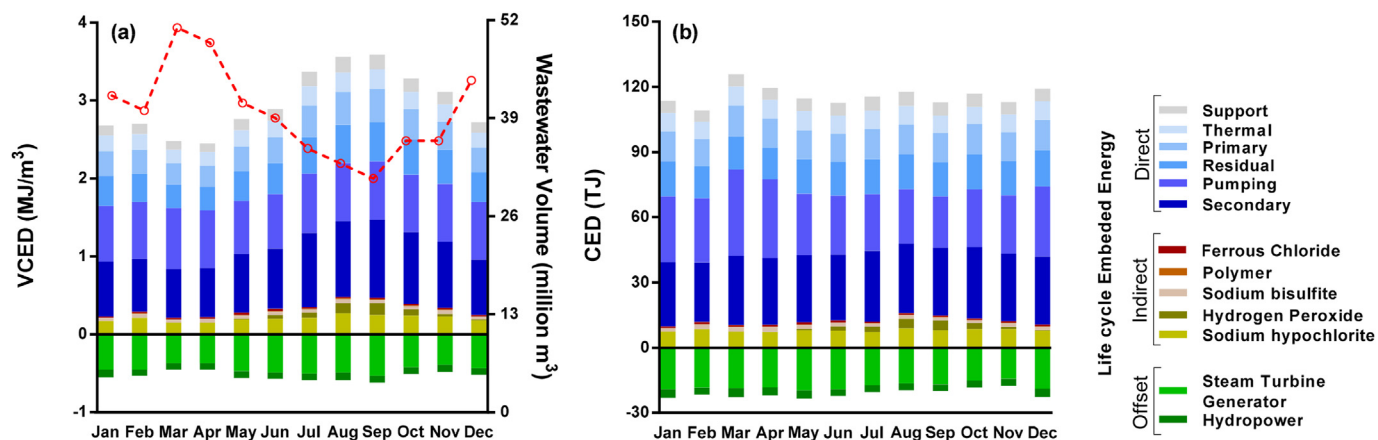 (a)
VCED (MJ/m³)
4
3
2
1
0
-1
Wastewater Volume (million m³)
52
39
26
13
0
Jan Feb Mar Apr May Jun Jul Aug Sep Oct Nov Dec
(b)
CED (TJ)
150
120
90
60
30
0
-30
Jan Feb Mar Apr May Jun Jul Aug Sep Oct Nov Dec
Life cycle Embeded Energy
Direct
Support
Thermal
Primary
Residual
Pumping
Secondary
Indirect
Ferrous Chloride
Polymer
Sodium bisulfite
Hydrogen Peroxide
Sodium hypochlorite
Offset
Steam Turbine
Generator
Hydropower